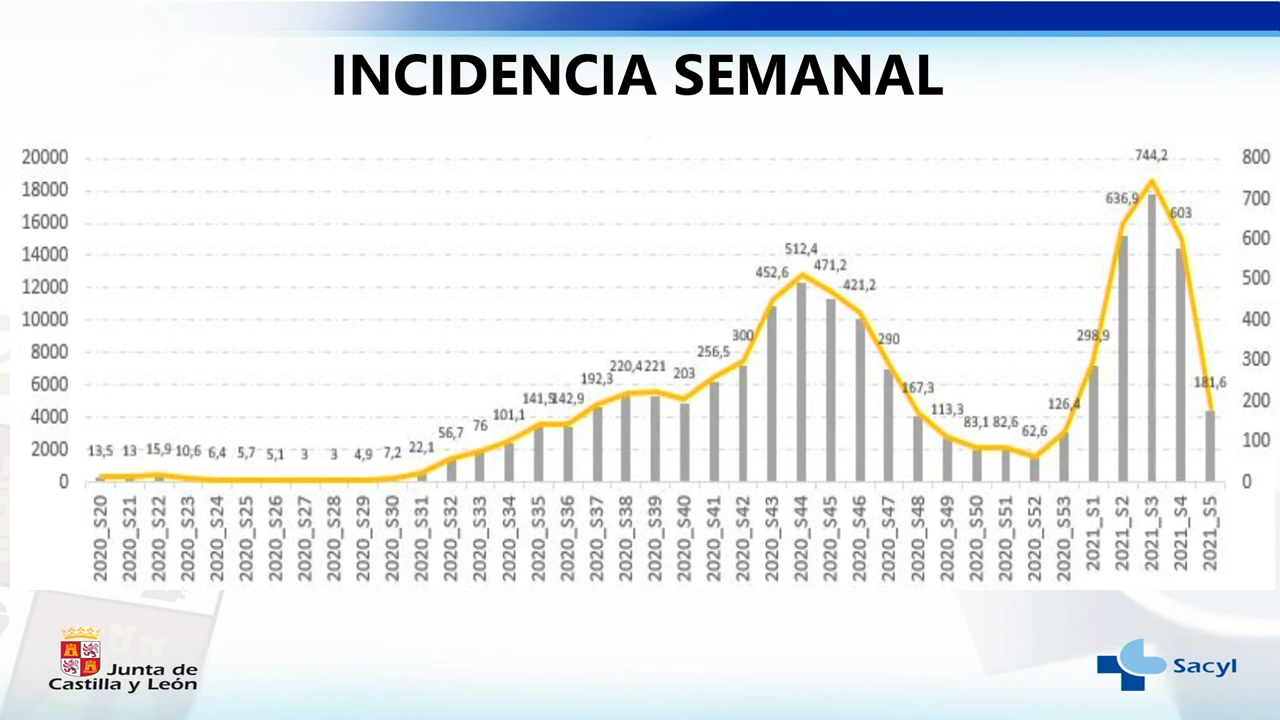 INCIDENCIA SEMANAL
20000
18000
16000
14000
12000
10000
8000
6000
4000
2000
0
13,5 13 15,9 10,6 6,4 5,7 5,1 3 3 4,9 7,2 22,1 56,7 76 101,1 141,9 142,9 192,3 220,4 221 203 256,5 300 452,6 512,4 471,2 421,2 290 167,3 113,3 83,1 82,6 62,6 126,4 298,9 636,9 744,2 603 181,6
800
700
600
500
400
300
200
100
0
2020_S20
2020_S21
2020_S22
2020_S23
2020_S24
2020_S25
2020_S26
2020_S27
2020_S28
2020_S29
2020_S30
2020_S31
2020_S32
2020_S33
2020_S34
2020_S35
2020_S36
2020_S37
2020_S38
2020_S39
2020_S40
2020_S41
2020_S42
2020_S43
2020_S44
2020_S45
2020_S46
2020_S47
2020_S48
2020_S49
2020_S50
2020_S51
2020_S52
2020_S53
2021_S1
2021_S2
2021_S3
2021_S4
2021_S5
Junta de
Castilla y León
Sacyl